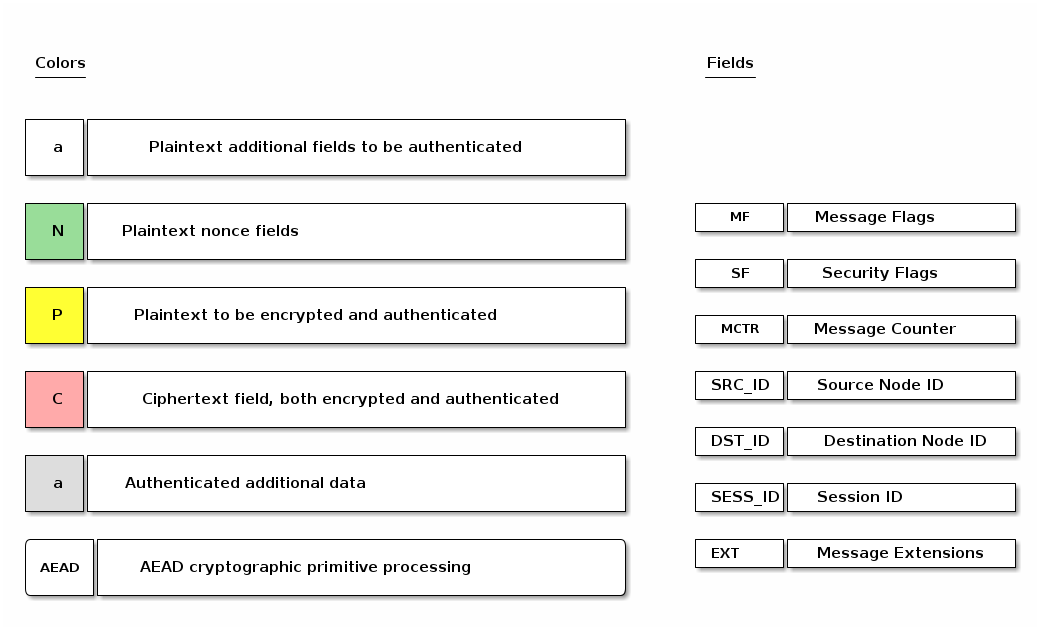 Colors
a Plaintext additional fields to be authenticated
N Plaintext nonce fields
P Plaintext to be encrypted and authenticated
C Ciphertext field, both encrypted and authenticated
a Authenticated additional data
AEAD AEAD cryptographic primitive processing
Fields
MF Message Flags
SF Security Flags
MCTR Message Counter
SRC_ID Source Node ID
DST_ID Destination Node ID
SESS_ID Session ID
EXT Message Extensions